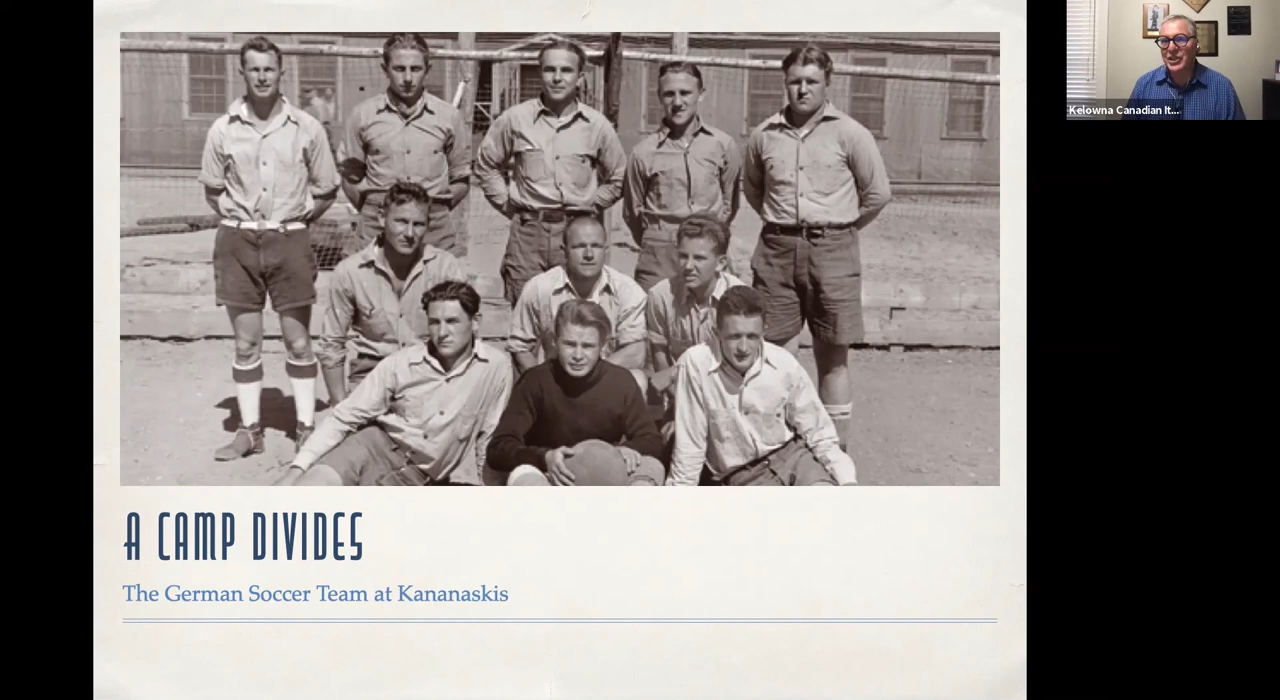 Kelowna Canadian It...
A CAMP DIVIDES
The German Soccer Team at Kananaskis